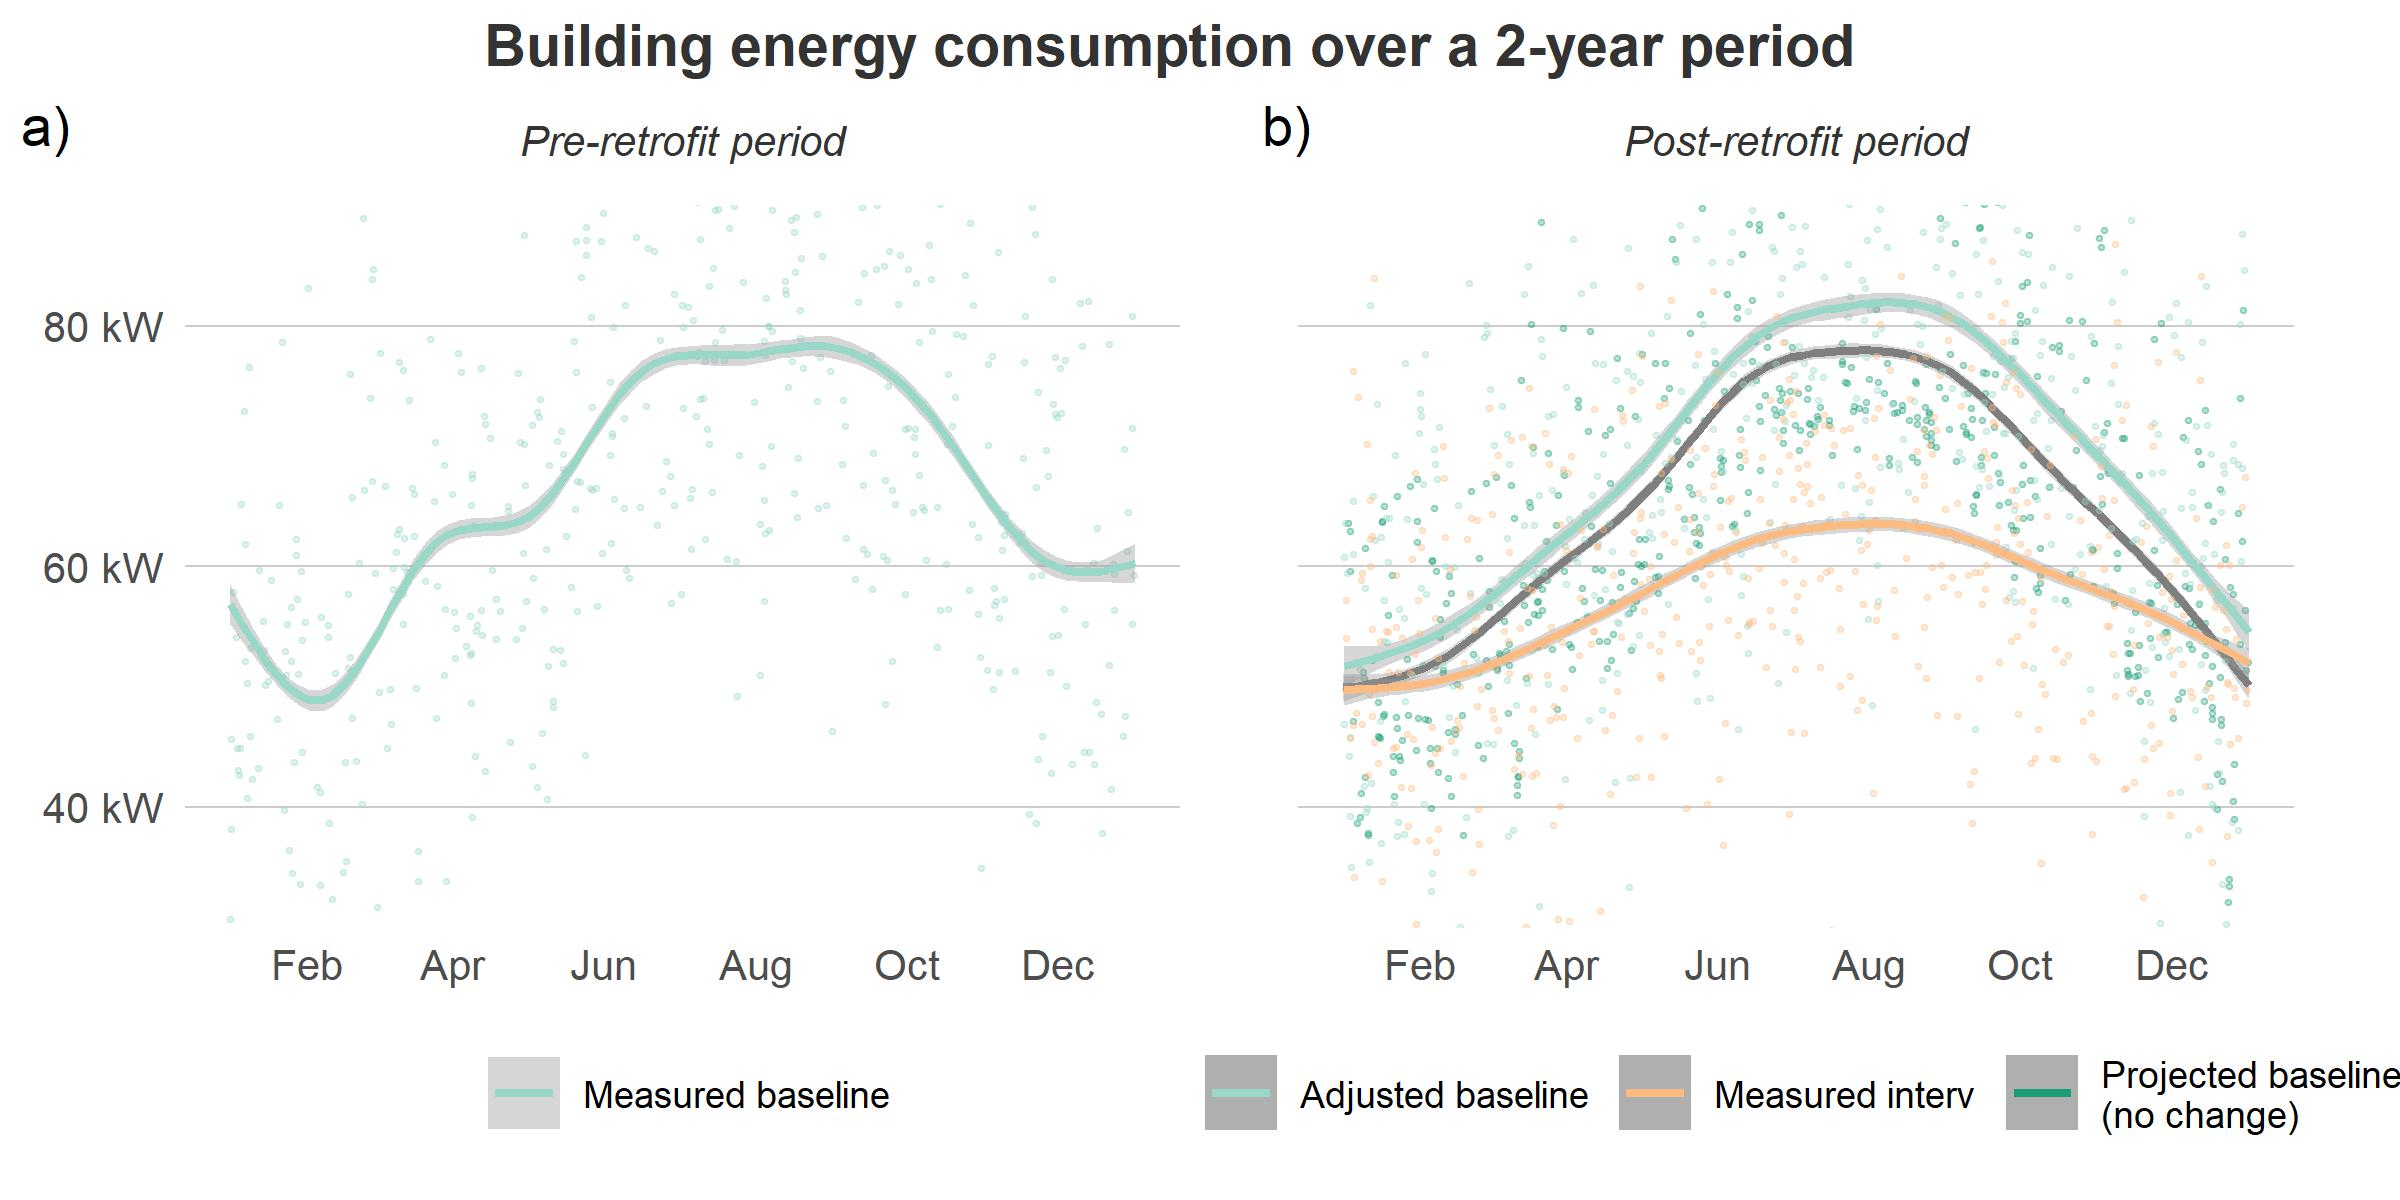 Building energy consumption over a 2-year period
a)
Pre-retrofit period
b)
Post-retrofit period
80 kW
60 kW
40 kW
Feb Apr Jun Aug Oct Dec
Feb Apr Jun Aug Oct Dec
Measured baseline
Adjusted baseline
Measured interv
Projected baseline
(no change)